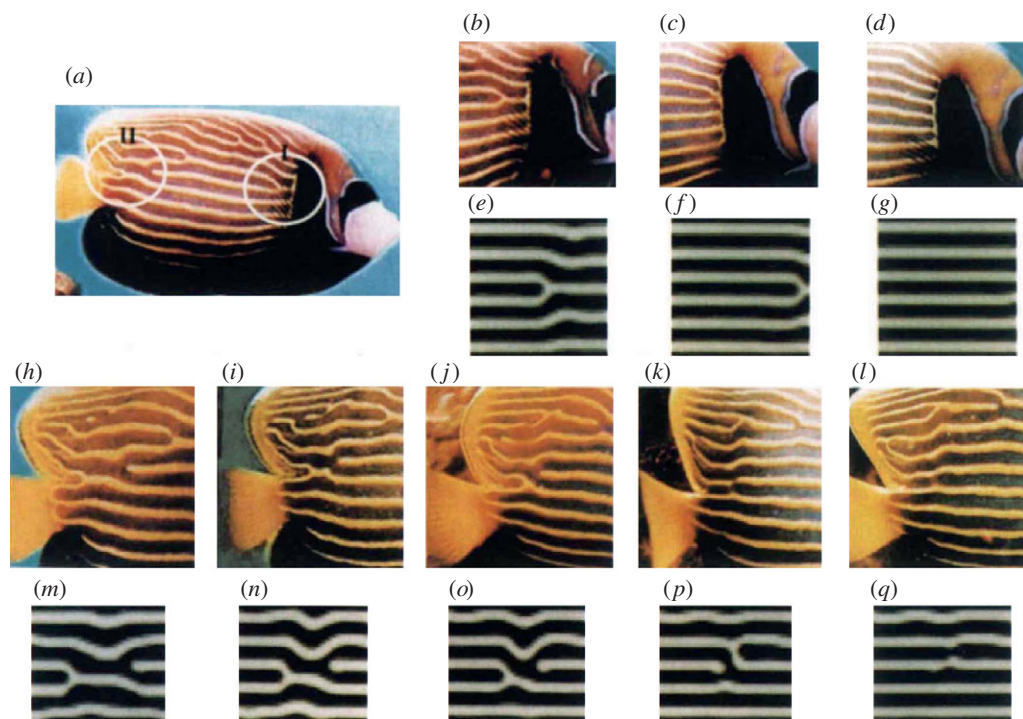 (b) (c) (d)
(a)
II
I
(e) (f) (g)
(h) (i) (j) (k) (l)
(m) (n) (o) (p) (q)